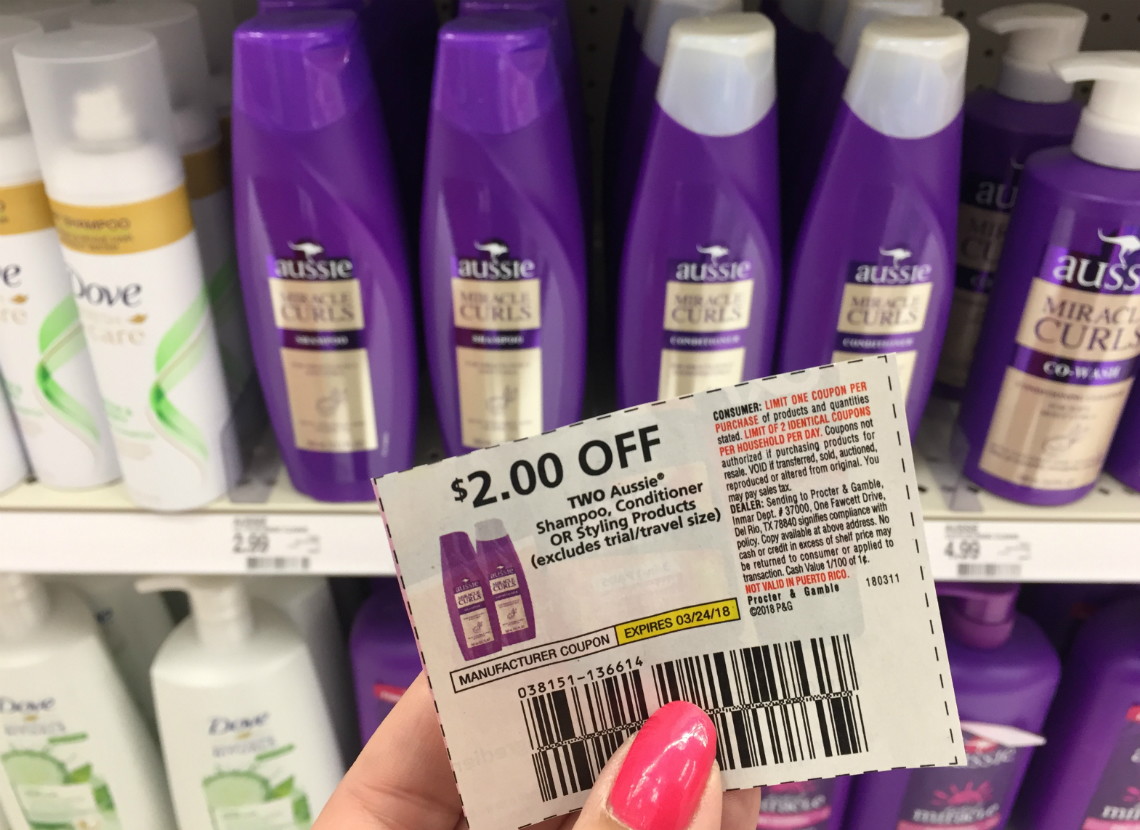 SHAMPOO
Dove
care
aussie
MIRACLE
CURLS
SHAMPOO
aussie
MIRACLE
CURLS
SHAMPOO
aussie
MIRACLE
CURLS
CONDITIONER
aussie
MIRACLE
CURLS
CONDITIONER
auss
MIRACL
CURLS
CO-WASH
2.99
4.99
$2.00 OFF
TWO Aussie®
Shampoo, Conditioner
OR Styling Products
(excludes trial/travel size)
MANUFACTURER COUPON
EXPIRES 03/24/18
038151-136614
CONSUMER: LIMIT ONE COUPON PER
PURCHASE of products and quantities
stated. LIMIT OF 2 IDENTICAL COUPONS
PER HOUSEHOLD PER DAY. Coupons not
authorized if purchasing products for
resale. VOID if transferred, sold, auctioned,
reproduced or altered from original. You
may pay sales tax.
DEALER: Sending to Procter & Gamble,
Inmar Dept. # 37000, One Fawcett Drive,
Del Rio, TX 78840 signifies compliance with
policy. Copy available at above address. No
cash or credit in excess of shelf price may
be returned to consumer or applied to
transaction. Cash Value 1/100 of 1¢.
NOT VALID IN PUERTO RICO.
Procter & Gamble
©2018 P&G
180311
Dove
Dove
aussie
miracle